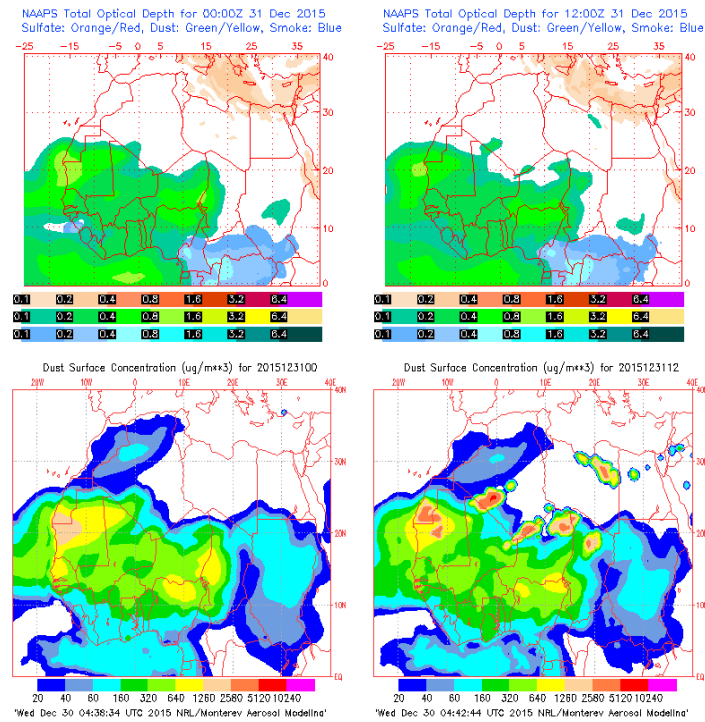 NAAPS Total Optical Depth for 00:00Z 31 Dec 2015
Sulfate: Orange/Red, Dust: Green/Yellow, Smoke: Blue
-25 -15 -5 5 15 25 35
40
30
20
10
0
0.1 0.2 0.4 0.8 1.6 3.2 6.4
0.1 0.2 0.4 0.8 1.6 3.2 6.4
0.1 0.2 0.4 0.8 1.6 3.2 6.4
NAAPS Total Optical Depth for 12:00Z 31 Dec 2015
Sulfate: Orange/Red, Dust: Green/Yellow, Smoke: Blue
-25 -15 -5 5 15 25 35
40
30
20
10
0
0.1 0.2 0.4 0.8 1.6 3.2 6.4
0.1 0.2 0.4 0.8 1.6 3.2 6.4
0.1 0.2 0.4 0.8 1.6 3.2 6.4
Dust Surface Concentration (ug/m**3) for 2015123100
20W 10W 0 10E 20E 30E 40E
40N
30N
20N
10N
EQ
20 40 80 160 320 640 1280 2580 5120 10240
'Wed Dec 30 04:38:34 UTC 2015 NRL/Monterey Aerosol Modeling'
Dust Surface Concentration (ug/m**3) for 2015123112
20W 10W 0 10E 20E 30E 40E
40N
30N
20N
10N
EQ
20 40 80 160 320 640 1280 2580 5120 10240
'Wed Dec 30 04:42:44 UTC 2015 NRL/Monterey Aerosol Modeling'